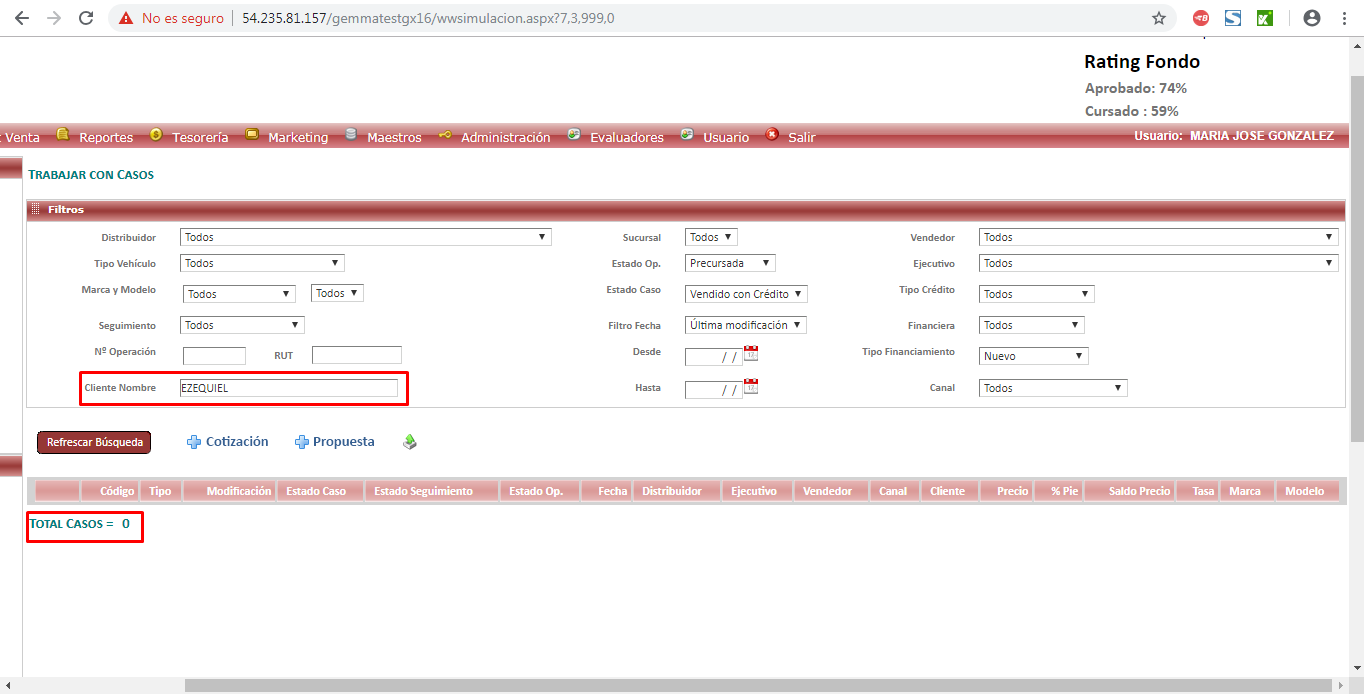 No es seguro | 54.235.81.157/gemmatestgx16/wwsimulacion.aspx?7,3,999,0
Rating Fondo
Aprobado: 74%
Cursado : 59%
Venta Reportes Tesorería Marketing Maestros Administración Evaluadores Usuario Salir Usuario: MARIA JOSE GONZALEZ
TRABAJAR CON CASOS
Filtros
Distribuidor Todos Sucursal Todos Vendedor Todos
Tipo Vehículo Todos Estado Op. Precursada Ejecutivo Todos
Marca y Modelo Todos Todos Estado Caso Vendido con Crédito Tipo Crédito Todos
Seguimiento Todos Filtro Fecha Última modificación Financiera Todos
Nº Operación RUT Desde / / Tipo Financiamiento Nuevo
Cliente Nombre EZEQUIEL Hasta / / Canal Todos
Refrescar Búsqueda Cotización Propuesta
Código Tipo Modificación Estado Caso Estado Seguimiento Estado Op. Fecha Distribuidor Ejecutivo Vendedor Canal Cliente Precio % Pie Saldo Precio Tasa Marca Modelo
TOTAL CASOS = 0